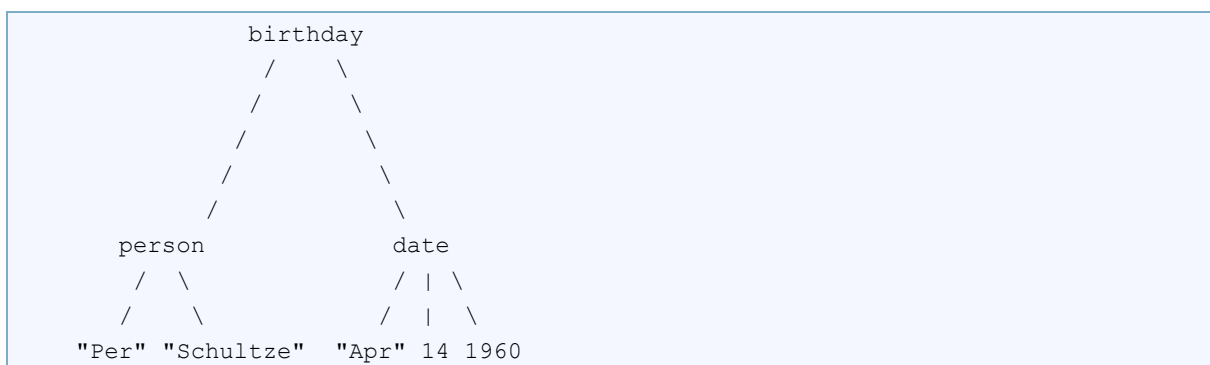 birthday
/ \
/ \
/ \
/ \
/ \
person date
/ \ / | \
/ \ / | \
"Per" "Schultze" "Apr" 14 1960